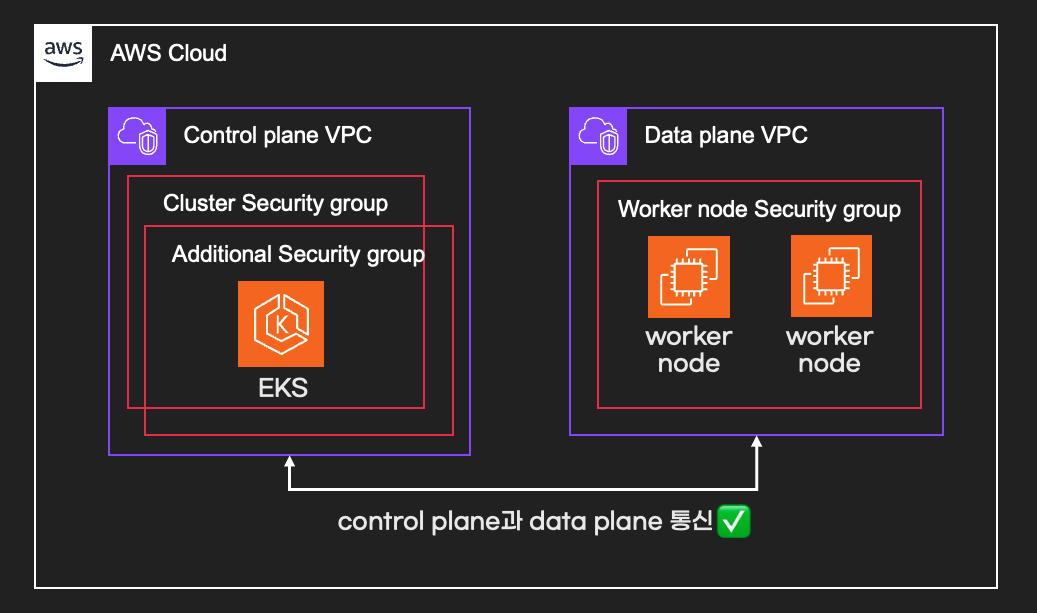 aws
AWS Cloud
Control plane VPC
Cluster Security group
Additional Security group
K
EKS
Data plane VPC
Worker node Security group
worker
node
worker
node
control plane과 data plane 통신✅